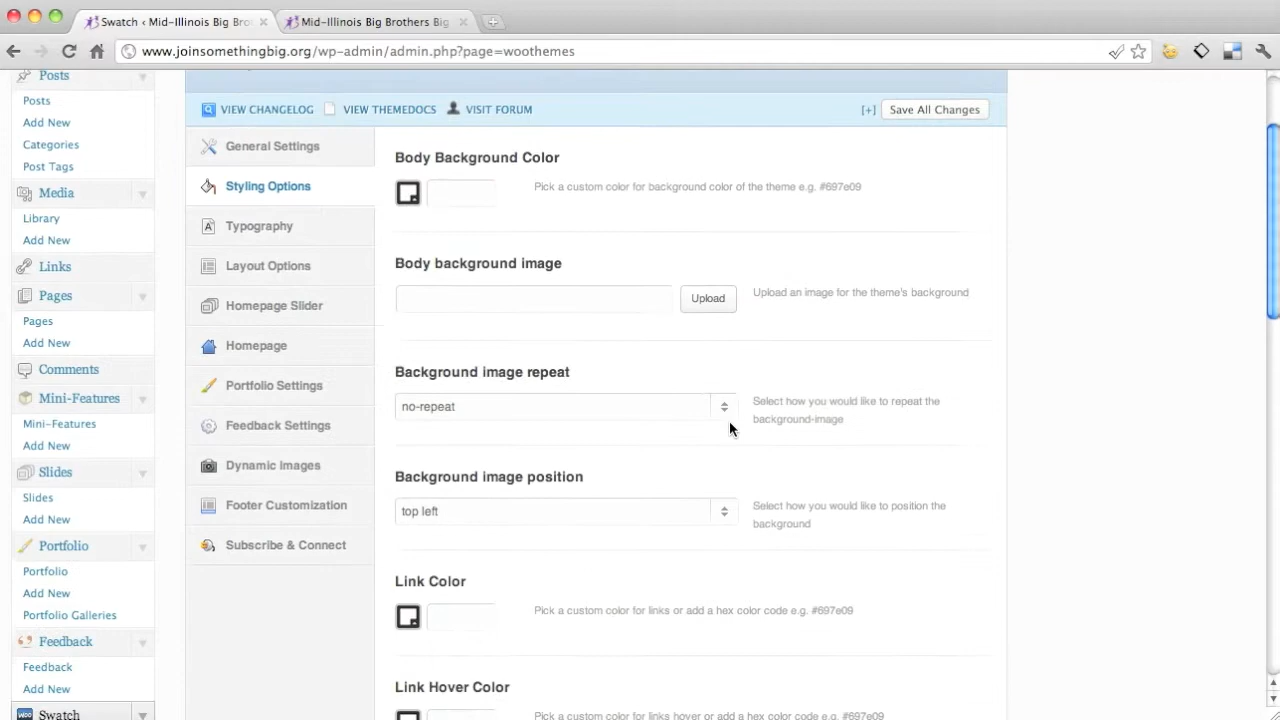 Swatch ‹ Mid-Illinois Big Bro
Mid-Illinois Big Brothers Big
www.joinsomethingbig.org/wp-admin/admin.php?page=woothemes
Posts
Posts
Add New
Categories
Post Tags
Media
Library
Add New
Links
Pages
Pages
Add New
Comments
Mini-Features
Mini-Features
Add New
Slides
Slides
Add New
Portfolio
Portfolio
Add New
Portfolio Galleries
Feedback
Feedback
Add New
WOO
Swatch
VIEW CHANGELOG VIEW THEMEDOCS VISIT FORUM
[+] Save All Changes
General Settings
Styling Options
Typography
Layout Options
Homepage Slider
Homepage
Portfolio Settings
Feedback Settings
Dynamic Images
Footer Customization
Subscribe & Connect
Body Background Color
Pick a custom color for background color of the theme e.g. #697e09
Body background image
Upload
Upload an image for the theme's background
Background image repeat
no-repeat
Select how you would like to repeat the
background-image
Background image position
top left
Select how you would like to position the
background
Link Color
Pick a custom color for links or add a hex color code e.g. #697e09
Link Hover Color
Pick a custom color for links hover or add a hex color code e.g. #697e09